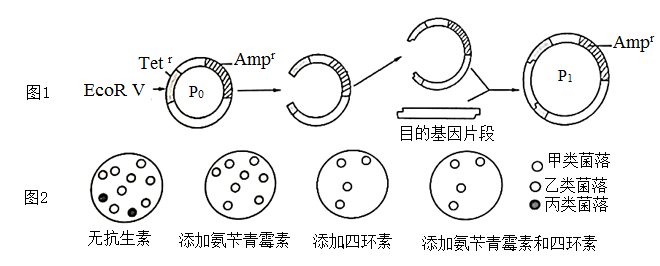 Tet r
Amp r
EcoR V
P0
图1
目的基因片段
Amp r
P1
图2
无抗生素
添加氨苄青霉素
添加四环素
添加氨苄青霉素和四环素
甲类菌落
乙类菌落
丙类菌落